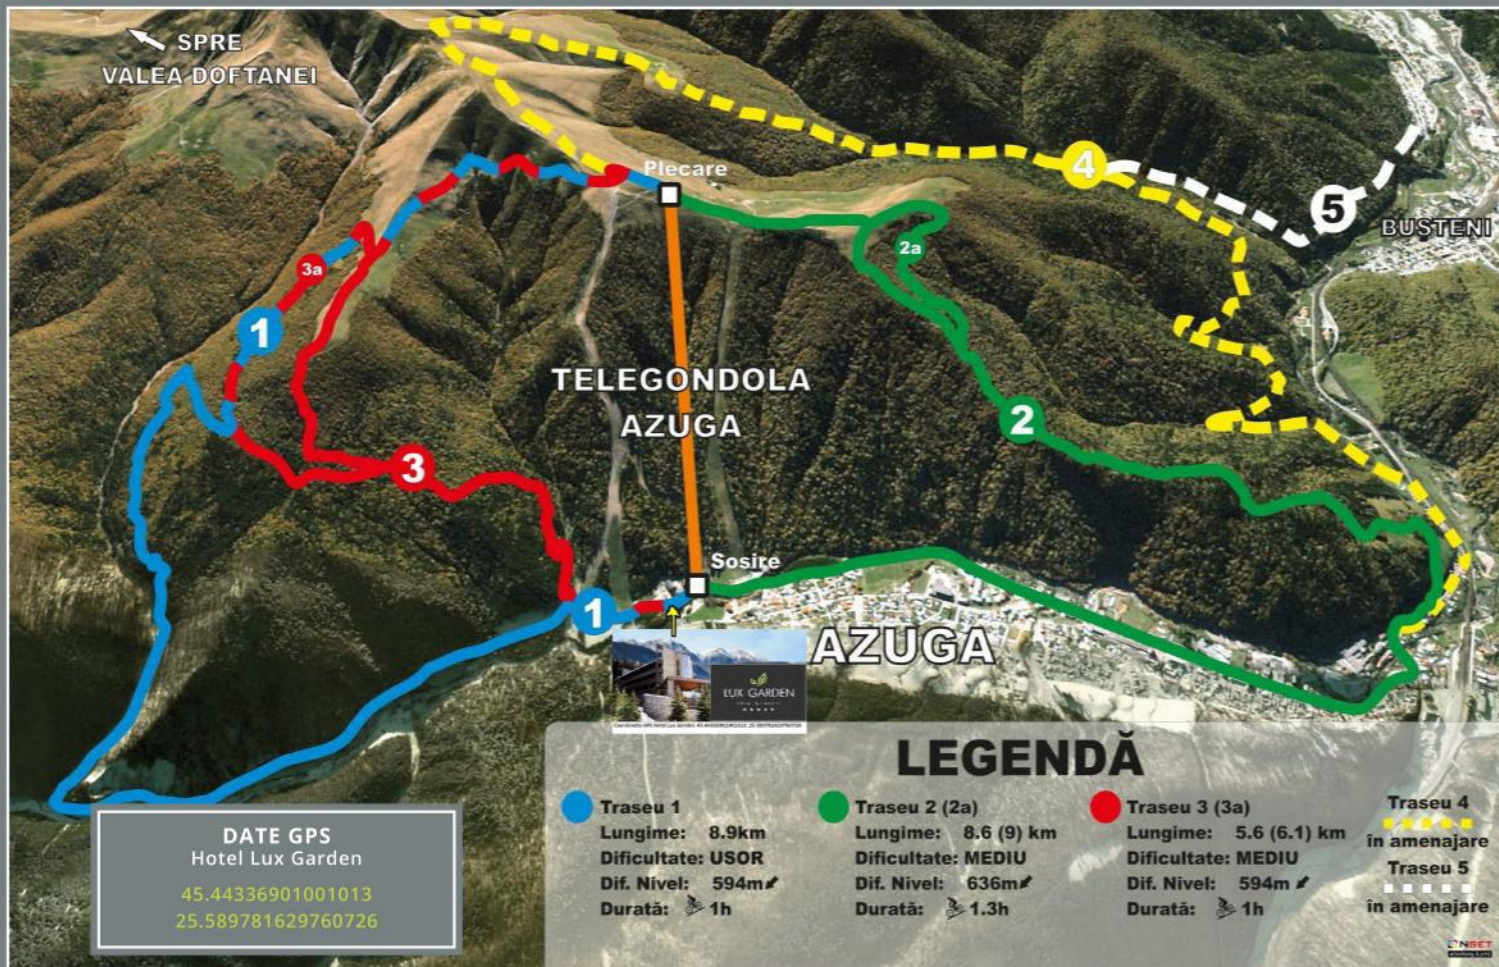 SPRE
VALEA DOFTANEI
Plecare
4
5
BUSTENI
2a
3a
1
TELEGONDOLA
AZUGA
2
3
Sosire
1
AZUGA
LUX GARDEN
LEGENDĂ
Traseu 1
Lungime: 8.9km
Dificultate: USOR
Dif. Nivel: 594m
Durată: 1h
Traseu 2 (2a)
Lungime: 8.6 (9) km
Dificultate: MEDIU
Dif. Nivel: 636m
Durată: 1.3h
Traseu 3 (3a)
Lungime: 5.6 (6.1) km
Dificultate: MEDIU
Dif. Nivel: 594m
Durată: 1h
Traseu 4
în amenajare
Traseu 5
în amenajare
DATE GPS
Hotel Lux Garden
45.44336901001013
25.589781629760726